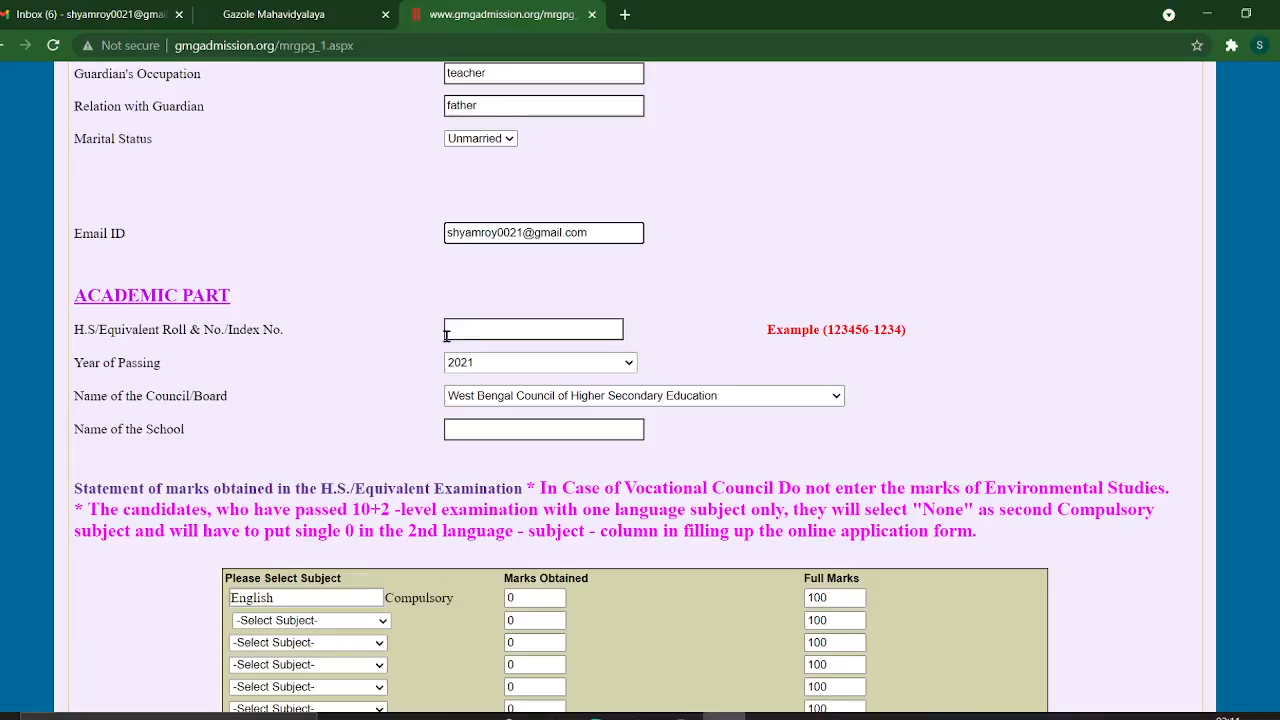 Inbox (6) - shyamroy0021@gmai
Gazole Mahavidyalaya
www.gmgadmission.org/mrgpg_
Not secure
gmgadmission.org/mrgpg_1.aspx
S
Guardian's Occupation
teacher
Relation with Guardian
father
Marital Status
Unmarried
Email ID
shyamroy0021@gmail.com
ACADEMIC PART
H.S/Equivalent Roll & No./Index No.
Example (123456-1234)
Year of Passing
2021
Name of the Council/Board
West Bengal Council of Higher Secondary Education
Name of the School
Statement of marks obtained in the H.S./Equivalent Examination * In Case of Vocational Council Do not enter the marks of Environmental Studies.
* The candidates, who have passed 10+2 -level examination with one language subject only, they will select "None" as second Compulsory
subject and will have to put single 0 in the 2nd language - subject - column in filling up the online application form.
Please Select Subject Marks Obtained Full Marks
English Compulsory 0 100
-Select Subject- 0 100
-Select Subject- 0 100
-Select Subject- 0 100
-Select Subject- 0 100
-Select Subject- 0 100